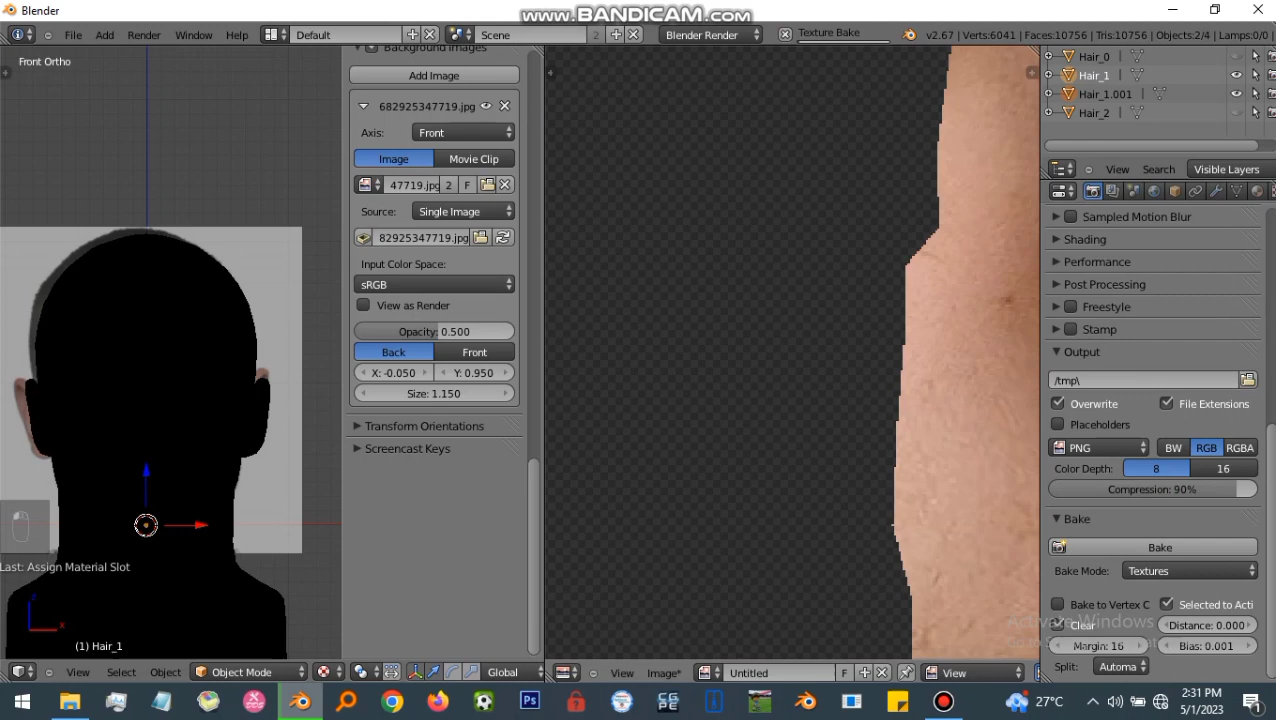 Blender
www.BANDICAM.com
File Add Render Window Help Default Scene 2 Blender Render Texture Bake v2.67 | Verts:6041 | Faces:10756 | Tris:10756 | Objects:2/4 | Lamps:0/0 |
Front Ortho
Background Images
Add Image
682925347719.jpg
Axis: Front
Image Movie Clip
47719.jpg 2 F
Source: Single Image
82925347719.jpg
Input Color Space:
sRGB
View as Render
Opacity: 0.500
Back Front
X: -0.050 Y: 0.950
Size: 1.150
Transform Orientations
Screencast Keys
Last: Assign Material Slot
z
x
(1) Hair_1
View Select Object Object Mode Global
View Image* Untitled F View
Hair_0
Hair_1
Hair_1.001
Hair_2
View Search Visible Layers
Sampled Motion Blur
Shading
Performance
Post Processing
Freestyle
Stamp
Output
/tmp\
Overwrite File Extensions
Placeholders
PNG BW RGB RGBA
Color Depth: 8 16
Compression: 90%
Bake
Bake
Bake Mode: Textures
Bake to Vertex C Selected to Acti
Activate Windows
Clear Distance: 0.000
Margin: 16 Bias: 0.001
Split: Automa
Ps
CG
PE
27°C
2:31 PM
5/1/2023
1